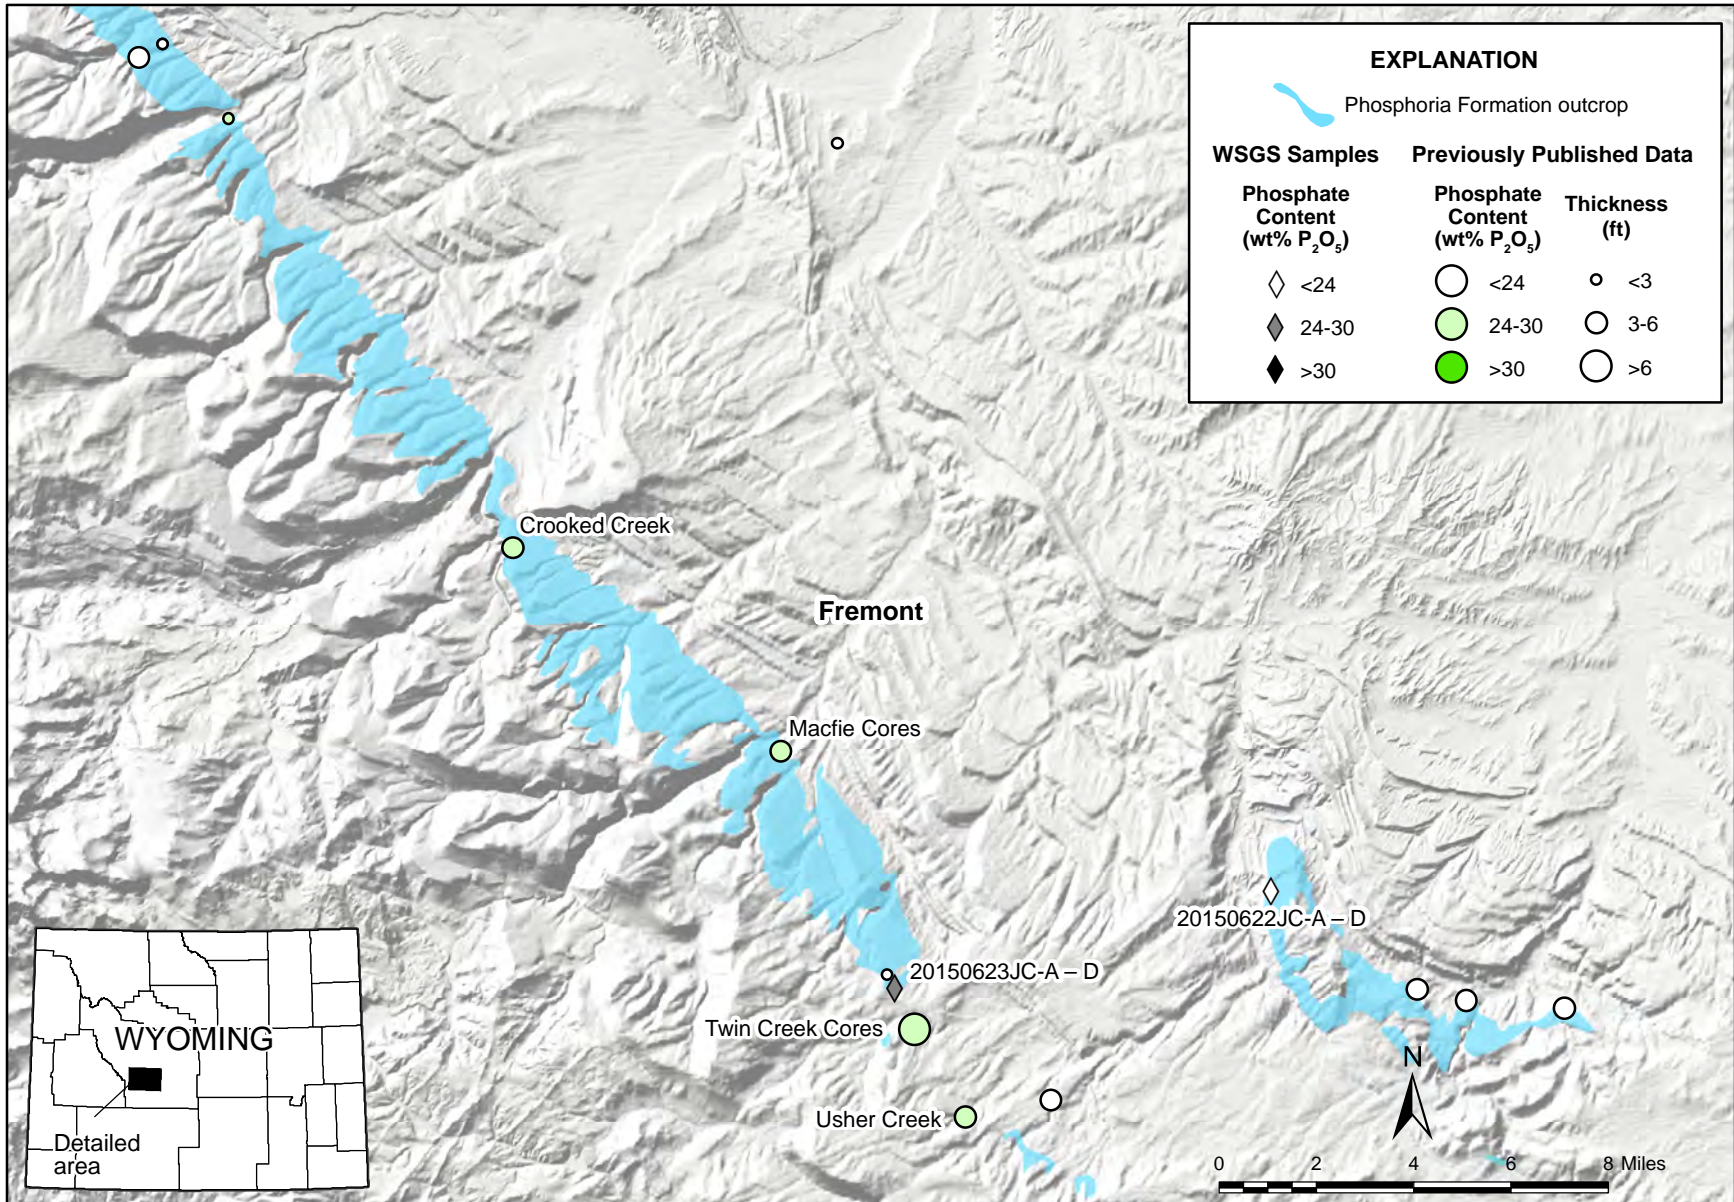 EXPLANATION
Phosphoria Formation outcrop
WSGS Samples
Previously Published Data
Phosphate
Content
(wt% P₂O₅)
Phosphate
Content
(wt% P₂O₅)
Thickness
(ft)
<24
<24
<3
24-30
24-30
3-6
>30
>30
>6
Crooked Creek
Fremont
Macfie Cores
20150622JC-A – D
20150623JC-A – D
Twin Creek Cores
Usher Creek
WYOMING
Detailed
area
N
0 2 4 6 8 Miles